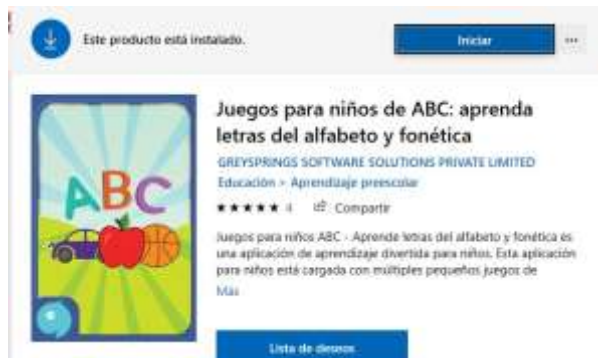 Este producto está instalado.
Iniciar
...
ABC
Juegos para niños de ABC: aprenda
letras del alfabeto y fonética
GREYSPRINGS SOFTWARE SOLUTIONS PRIVATE LIMITED
Educación > Aprendizaje preescolar
★★★★★ 4 Compartir
Juegos para niños ABC - Aprende letras del alfabeto y fonética es
una aplicación de aprendizaje divertida para niños. Esta aplicación
para niños está cargada con múltiples pequeños juegos de
Más
Lista de deseos